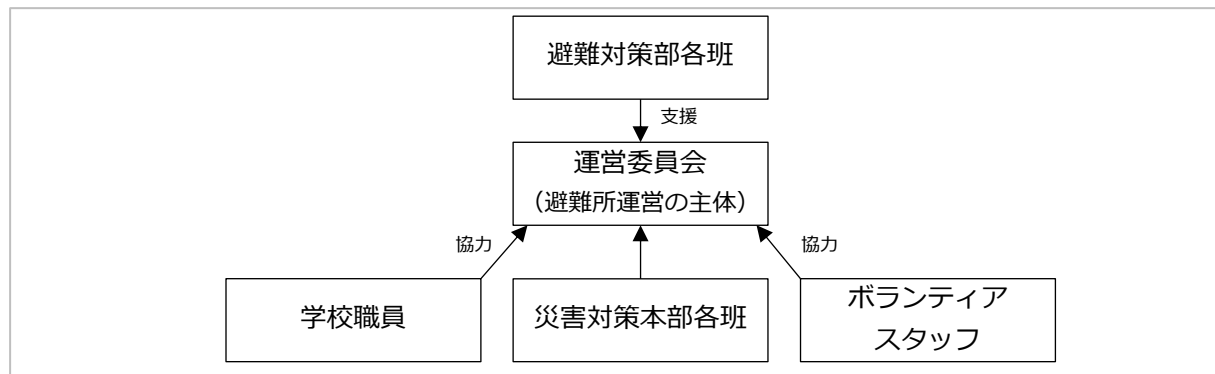 避難対策部各班
支援
運営委員会
（避難所運営の主体）
協力
協力
学校職員
災害対策本部各班
ボランティア
スタッフ